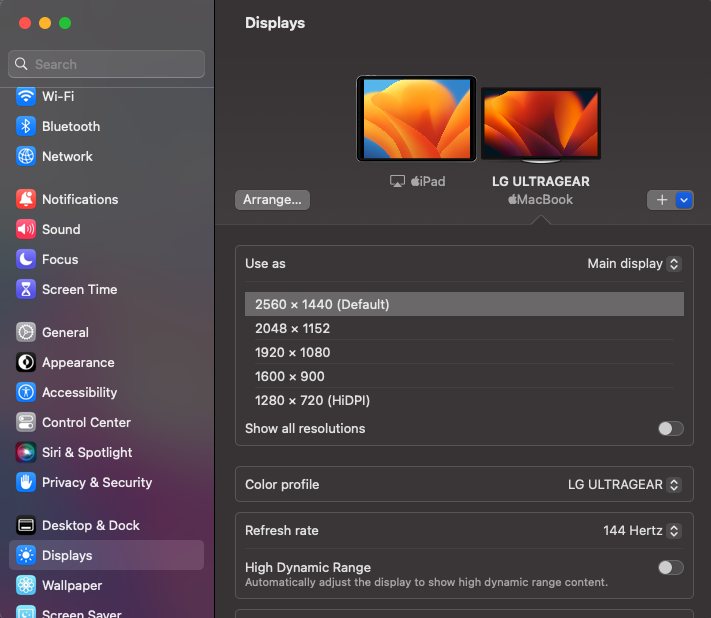 Displays
Search
Wi-Fi
Bluetooth
Network
Notifications
Sound
Focus
Screen Time
General
Appearance
Accessibility
Control Center
Siri & Spotlight
Privacy & Security
Desktop & Dock
Displays
Wallpaper
Screen Saver
iPad
LG ULTRAGEAR
MacBook
Arrange...
Use as
Main display
2560 × 1440 (Default)
2048 × 1152
1920 × 1080
1600 × 900
1280 × 720 (HiDPI)
Show all resolutions
Color profile
LG ULTRAGEAR
Refresh rate
144 Hertz
High Dynamic Range
Automatically adjust the display to show high dynamic range content.